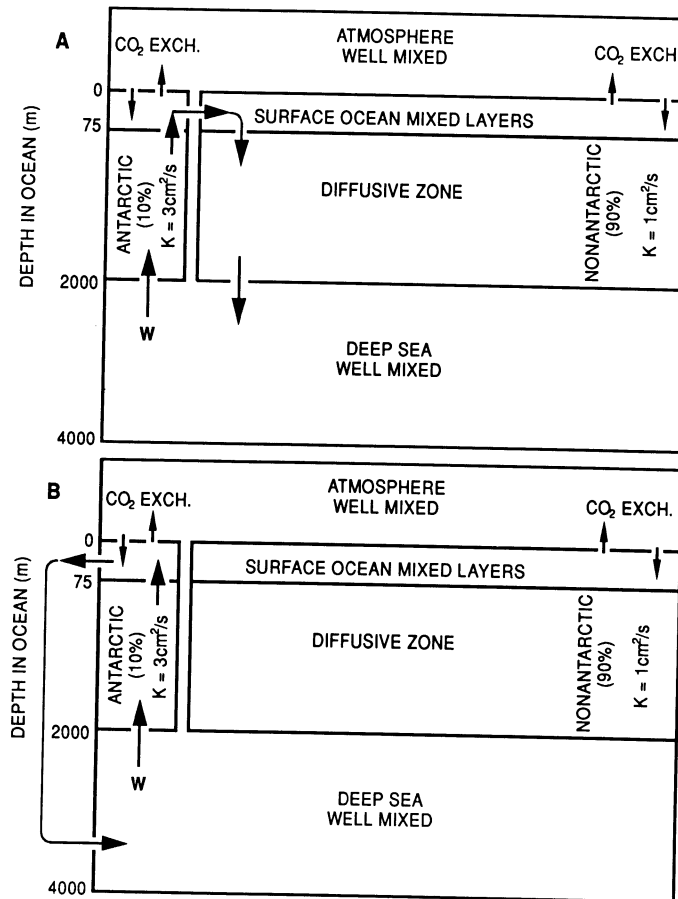 A
ATMOSPHERE
WELL MIXED
CO₂ EXCH.
CO₂ EXCH.
0
SURFACE OCEAN MIXED LAYERS
75
DEPTH IN OCEAN (m)
ANTARCTIC
(10%)
K = 3cm²/s
DIFFUSIVE ZONE
NONANTARCTIC
(90%)
K = 1cm²/s
2000
W
DEEP SEA
WELL MIXED
4000
B
ATMOSPHERE
WELL MIXED
CO₂ EXCH.
CO₂ EXCH.
0
SURFACE OCEAN MIXED LAYERS
75
DEPTH IN OCEAN (m)
ANTARCTIC
(10%)
K = 3cm²/s
DIFFUSIVE ZONE
NONANTARCTIC
(90%)
K = 1cm²/s
2000
W
DEEP SEA
WELL MIXED
4000